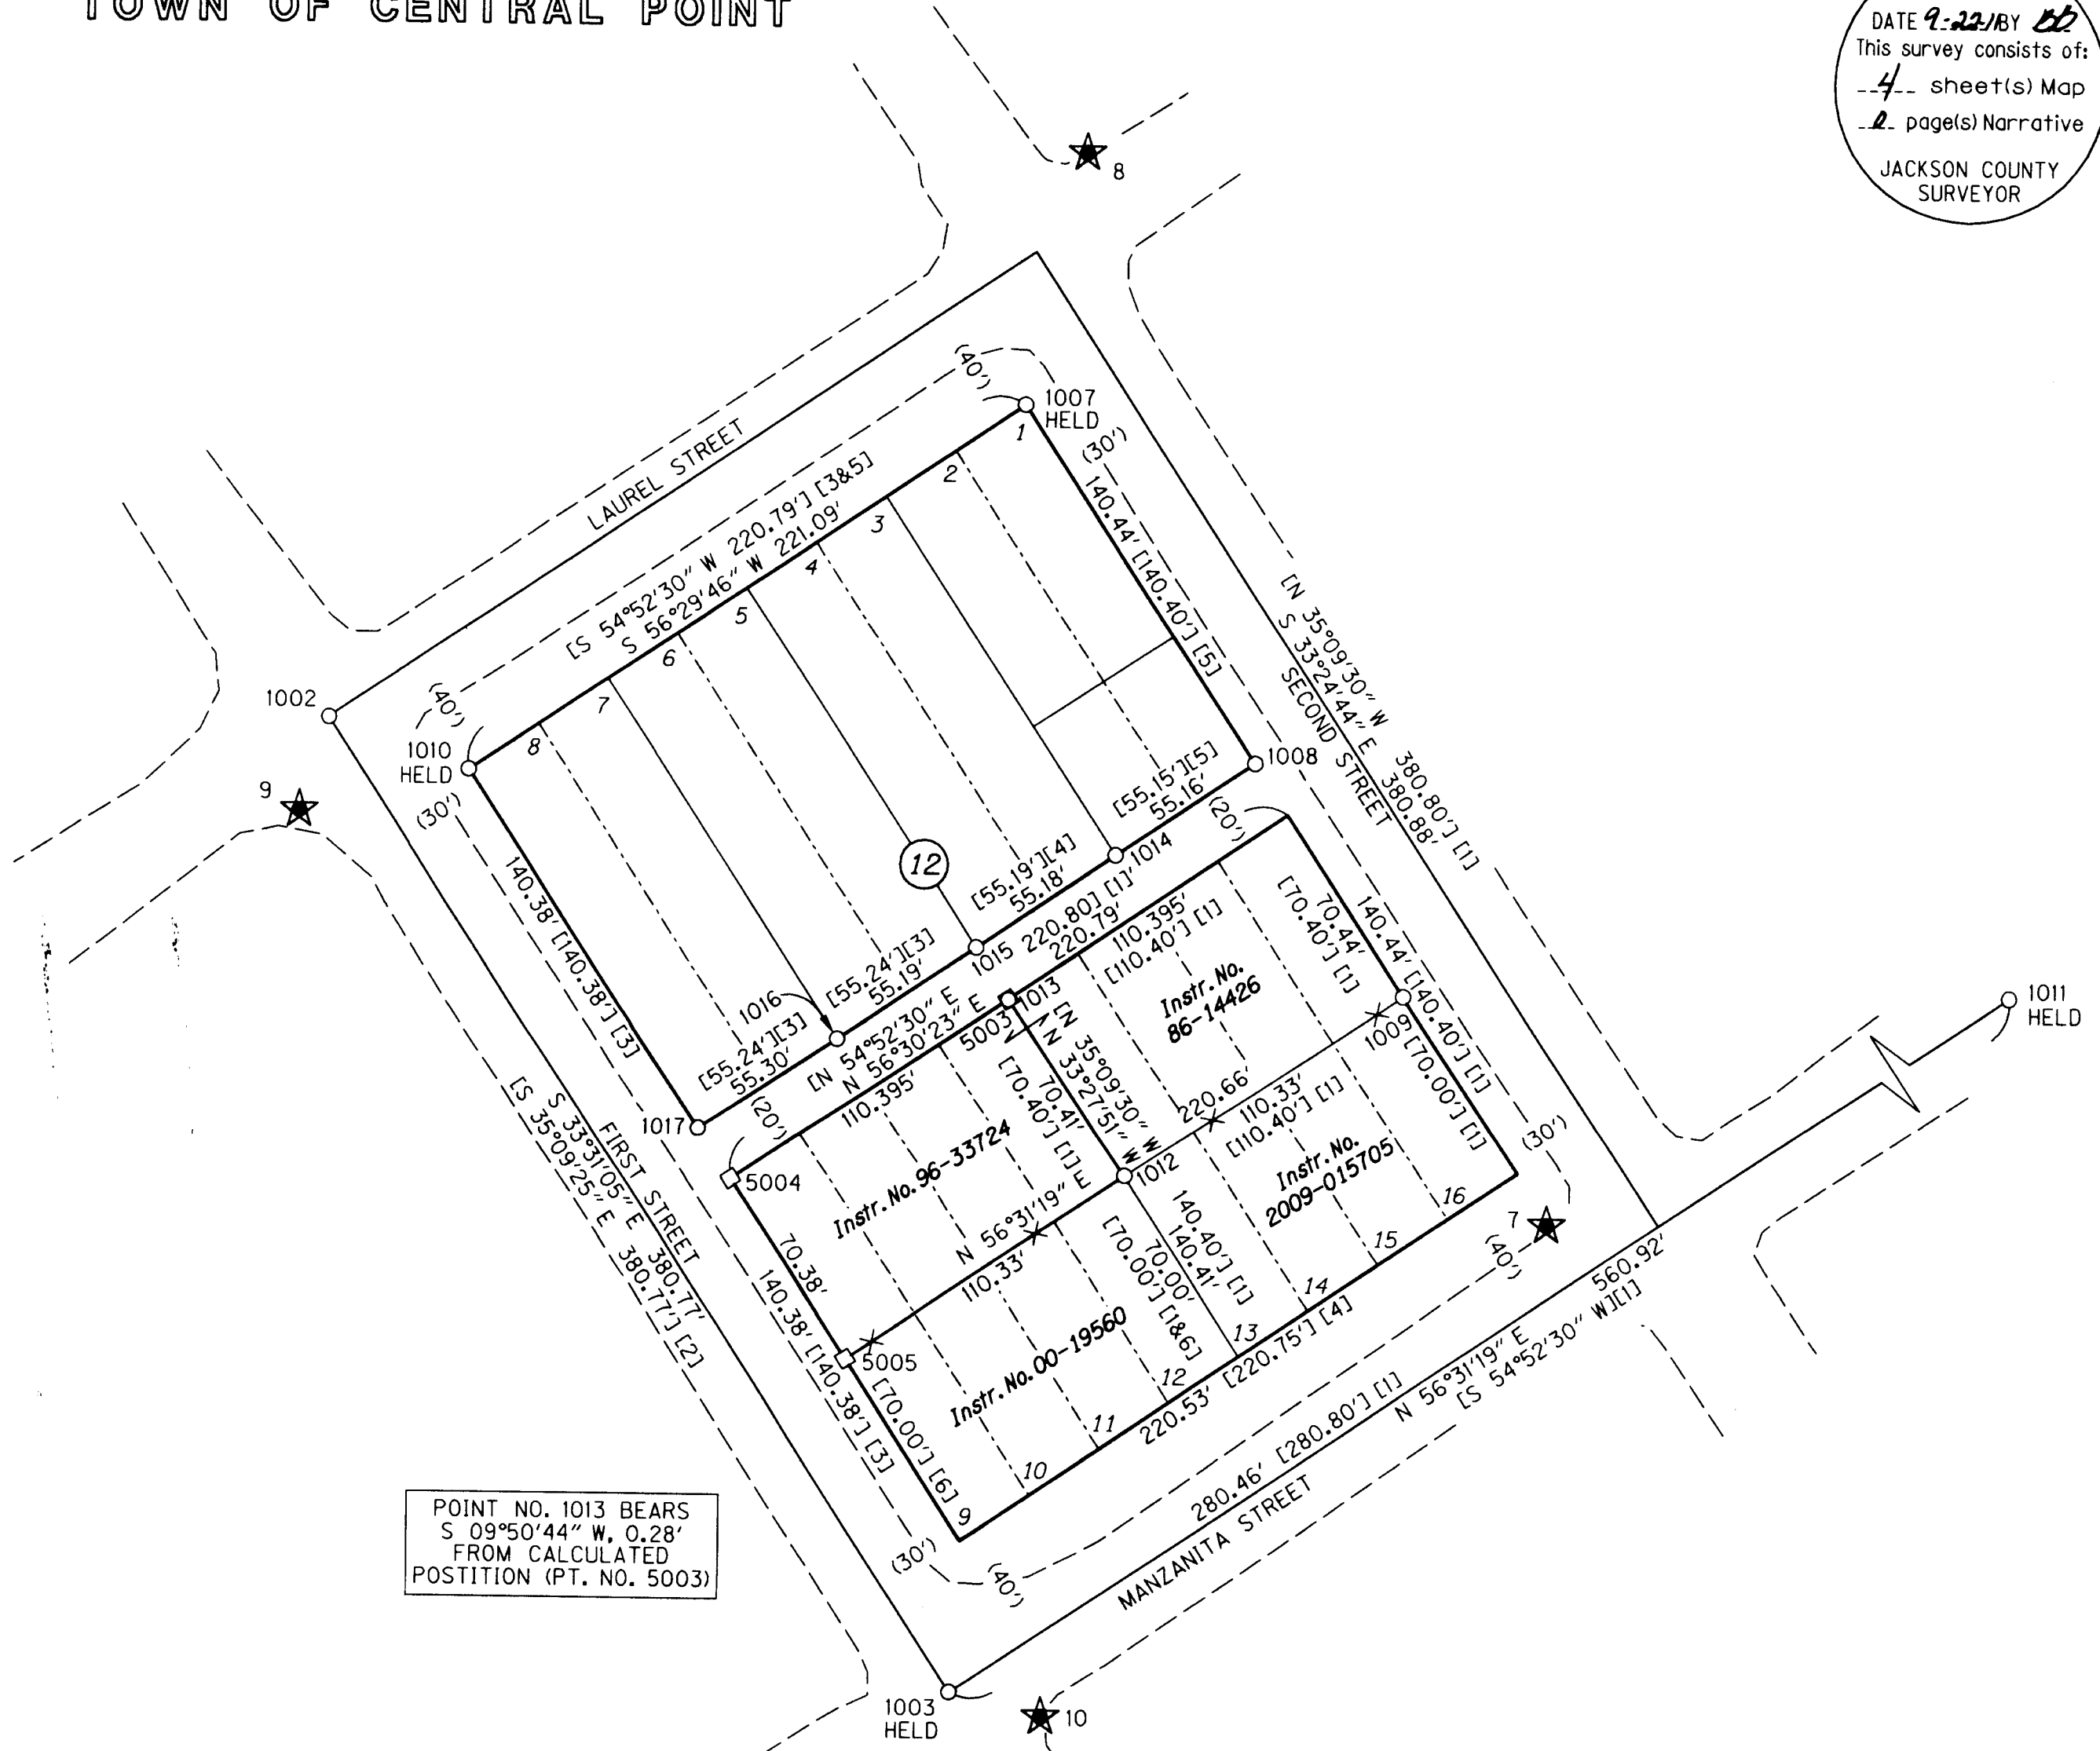 TOWN OF CENTRAL POINT
DATE 9-22-11 BY
This survey consists of:
4 sheet(s) Map
page(s) Narrative
JACKSON COUNTY
SURVEYOR
8
(40')
1007
HELD
LAUREL STREET
[S 54°52'30" W 220.79'] [3&5]
S 56°29'46" W 221.09'
1
2
3
4
5
6
7
8
(30')
140.44' [140.40'] [5]
[N 35°09'30" W 380.80'] [1]
S 33°24'44" E 380.88'
SECOND STREET
1002
(40')
1010
HELD
9
(30')
140.38' [140.38'] [3]
12
1008
[55.15'][5]
55.16'
(20')
1014
[55.19'][4]
55.18'
1015
220.80] [1]'
220.79'
[55.24'][3]
55.19'
1016
[55.24'][3]
55.30'
1017
(20')
[N 54°52'30" E
N 56°30'23" E
110.395'
[110.40'] [1]
110.395'
5003
1013
Instr. No.
86-14426
70.44'
[70.40'] [1]
140.44' [140.40'] [1]
1009
[70.00'] [1]
1011
HELD
[N 35°09'30" W
N 33°27'51" W
70.41'
[70.40'] [1]
220.66'
110.33'
[110.40'] [1]
1012
5004
Instr. No. 96-33724
N 56°31'19" E
110.33'
70.38'
Instr. No.
2009-015705
140.40'] [1]
140.41'
70.00'
[70.00'] [1&6]
5005
Instr. No. 00-19560
[70.00'] [6]
140.38' [140.38'] [3]
FIRST STREET
S 33°31'05" E 380.77'
[S 35°09'25" E 380.77'] [2]
9
10
11
12
13
14
15
16
220.53' [220.75'] [4]
(30')
7
(40')
560.92'
N 56°31'19" E
[S 54°52'30" W][1]
280.46' [280.80'] [1]
MANZANITA STREET
(30')
(40')
POINT NO. 1013 BEARS
S 09°50'44" W, 0.28'
FROM CALCULATED
POSTITION (PT. NO. 5003)
1003
HELD
10